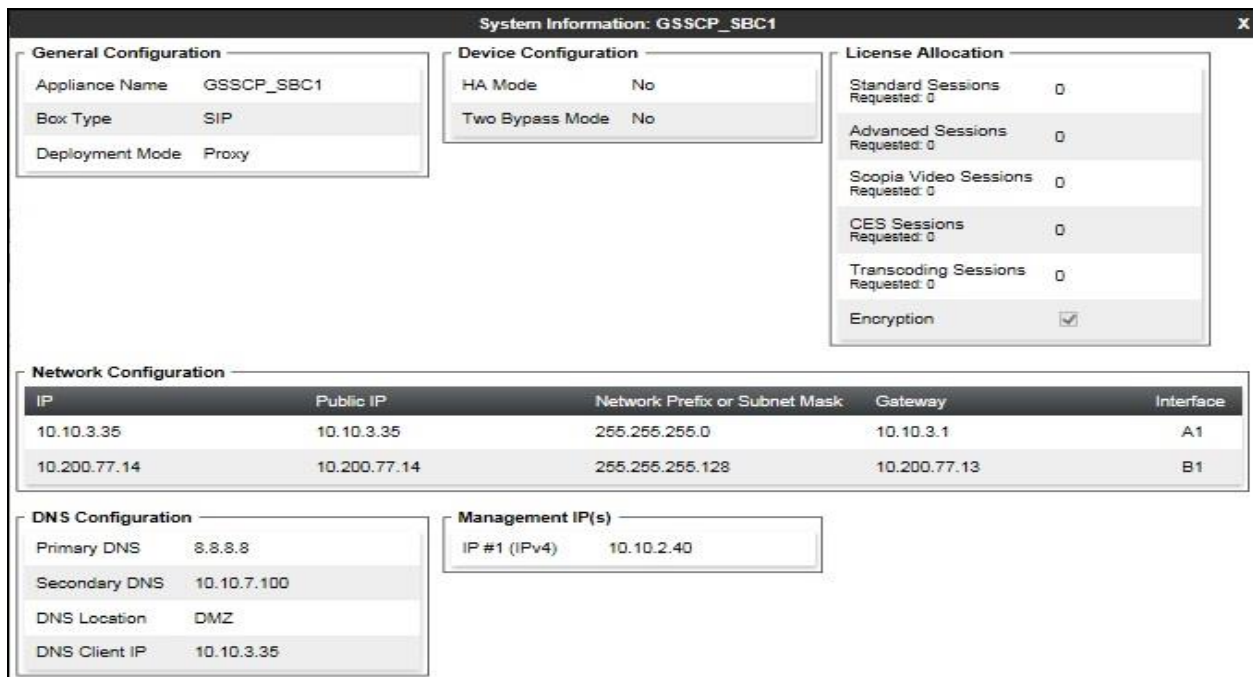 System Information: GSSCP_SBC1 X
General Configuration
Appliance Name GSSCP_SBC1
Box Type SIP
Deployment Mode Proxy
Device Configuration
HA Mode No
Two Bypass Mode No
License Allocation
Standard Sessions 0
Requested: 0
Advanced Sessions 0
Requested: 0
Scopia Video Sessions 0
Requested: 0
CES Sessions 0
Requested: 0
Transcoding Sessions 0
Requested: 0
Encryption
Network Configuration
IP Public IP Network Prefix or Subnet Mask Gateway Interface
10.10.3.35 10.10.3.35 255.255.255.0 10.10.3.1 A1
10.200.77.14 10.200.77.14 255.255.255.128 10.200.77.13 B1
DNS Configuration
Primary DNS 8.8.8.8
Secondary DNS 10.10.7.100
DNS Location DMZ
DNS Client IP 10.10.3.35
Management IP(s)
IP #1 (IPv4) 10.10.2.40